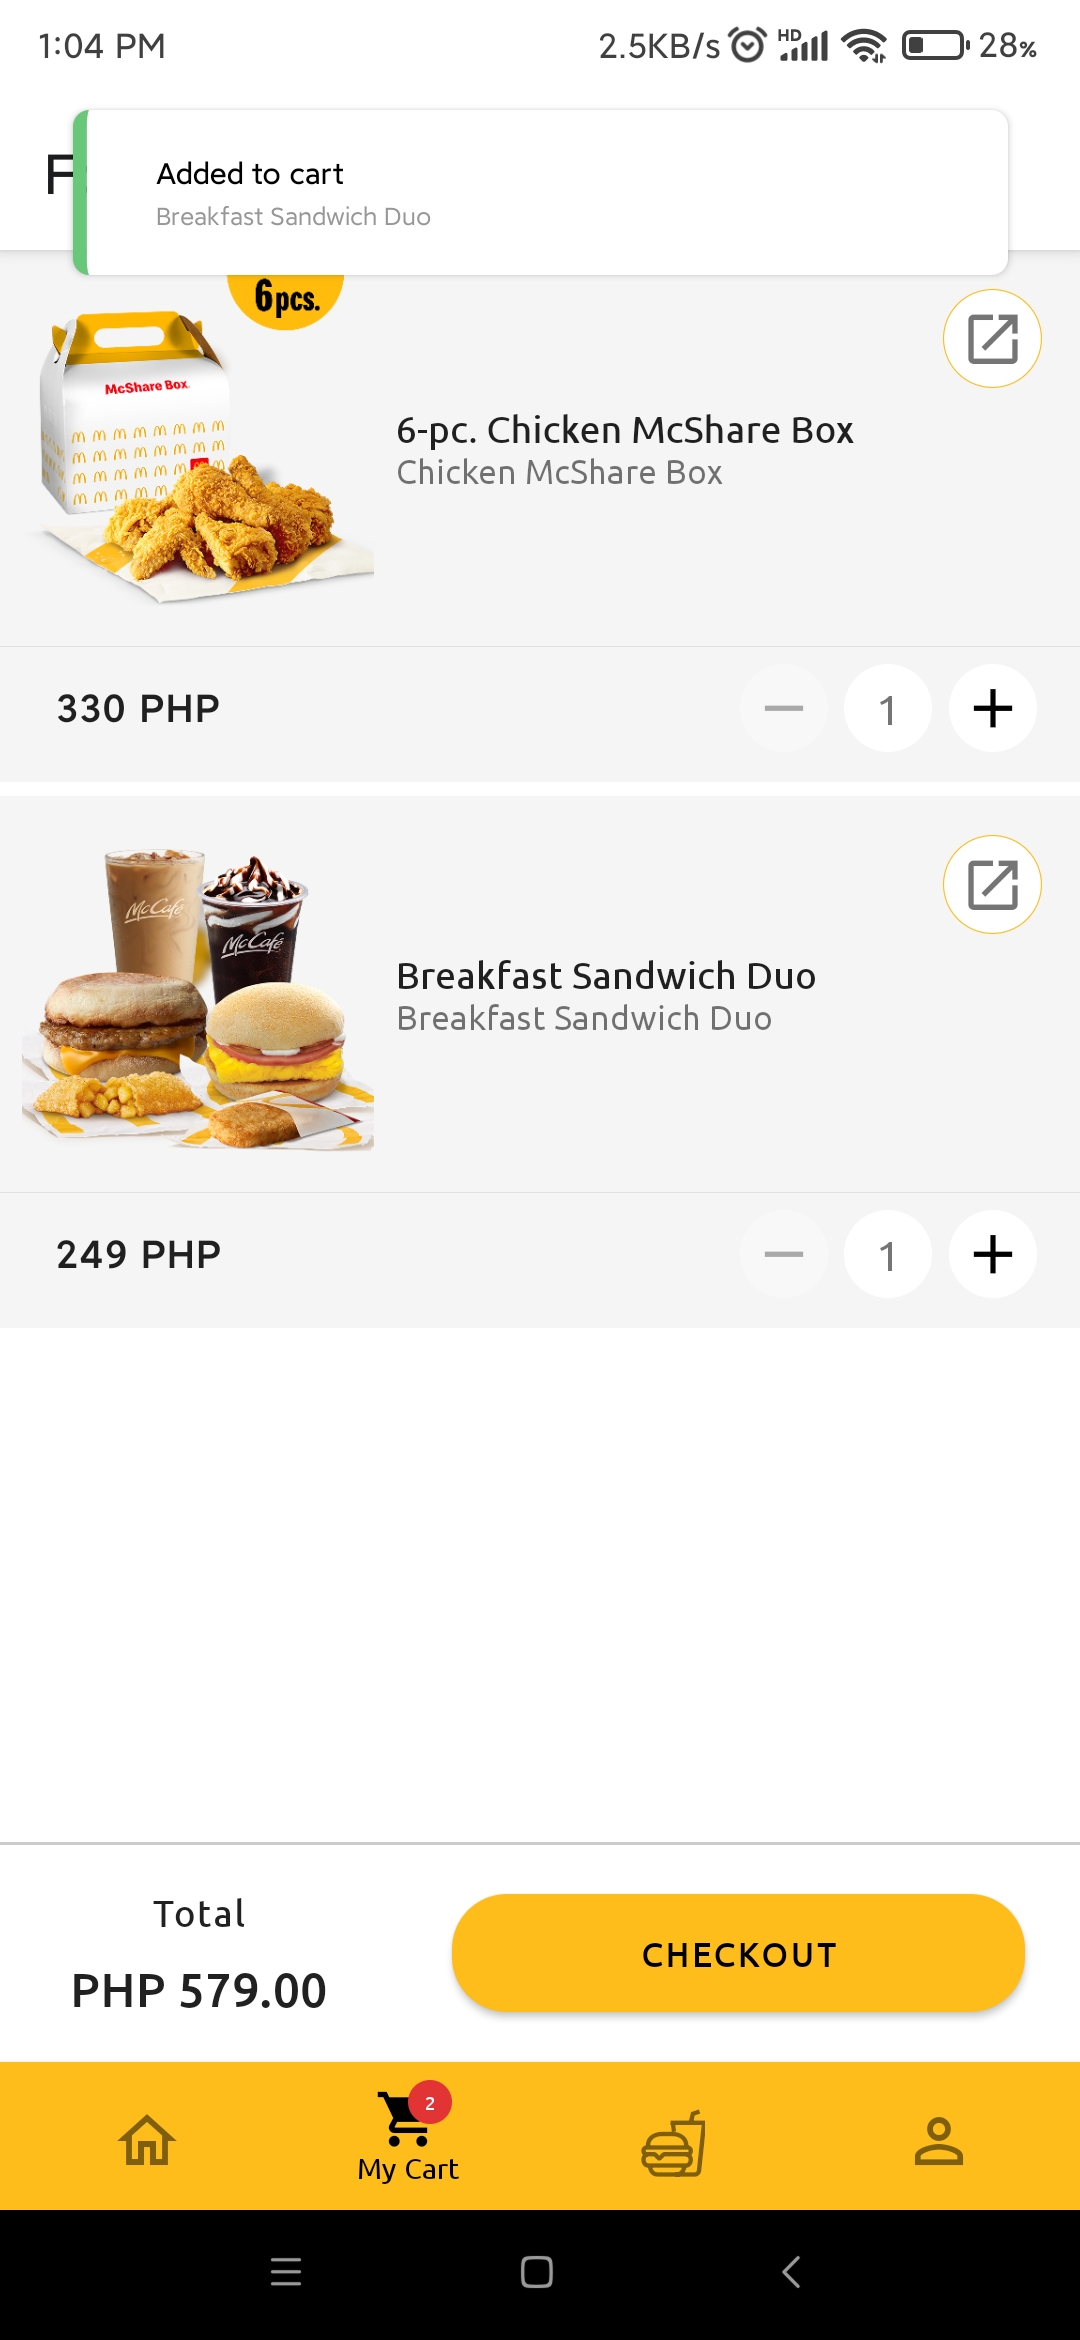 1:04 PM
2.5KB/s HD 28%
Added to cart
Breakfast Sandwich Duo
6pcs.
McShare Box
6-pc. Chicken McShare Box
Chicken McShare Box
330 PHP
1
McCafé
McCafé
Breakfast Sandwich Duo
Breakfast Sandwich Duo
249 PHP
1
Total
PHP 579.00
CHECKOUT
2
My Cart